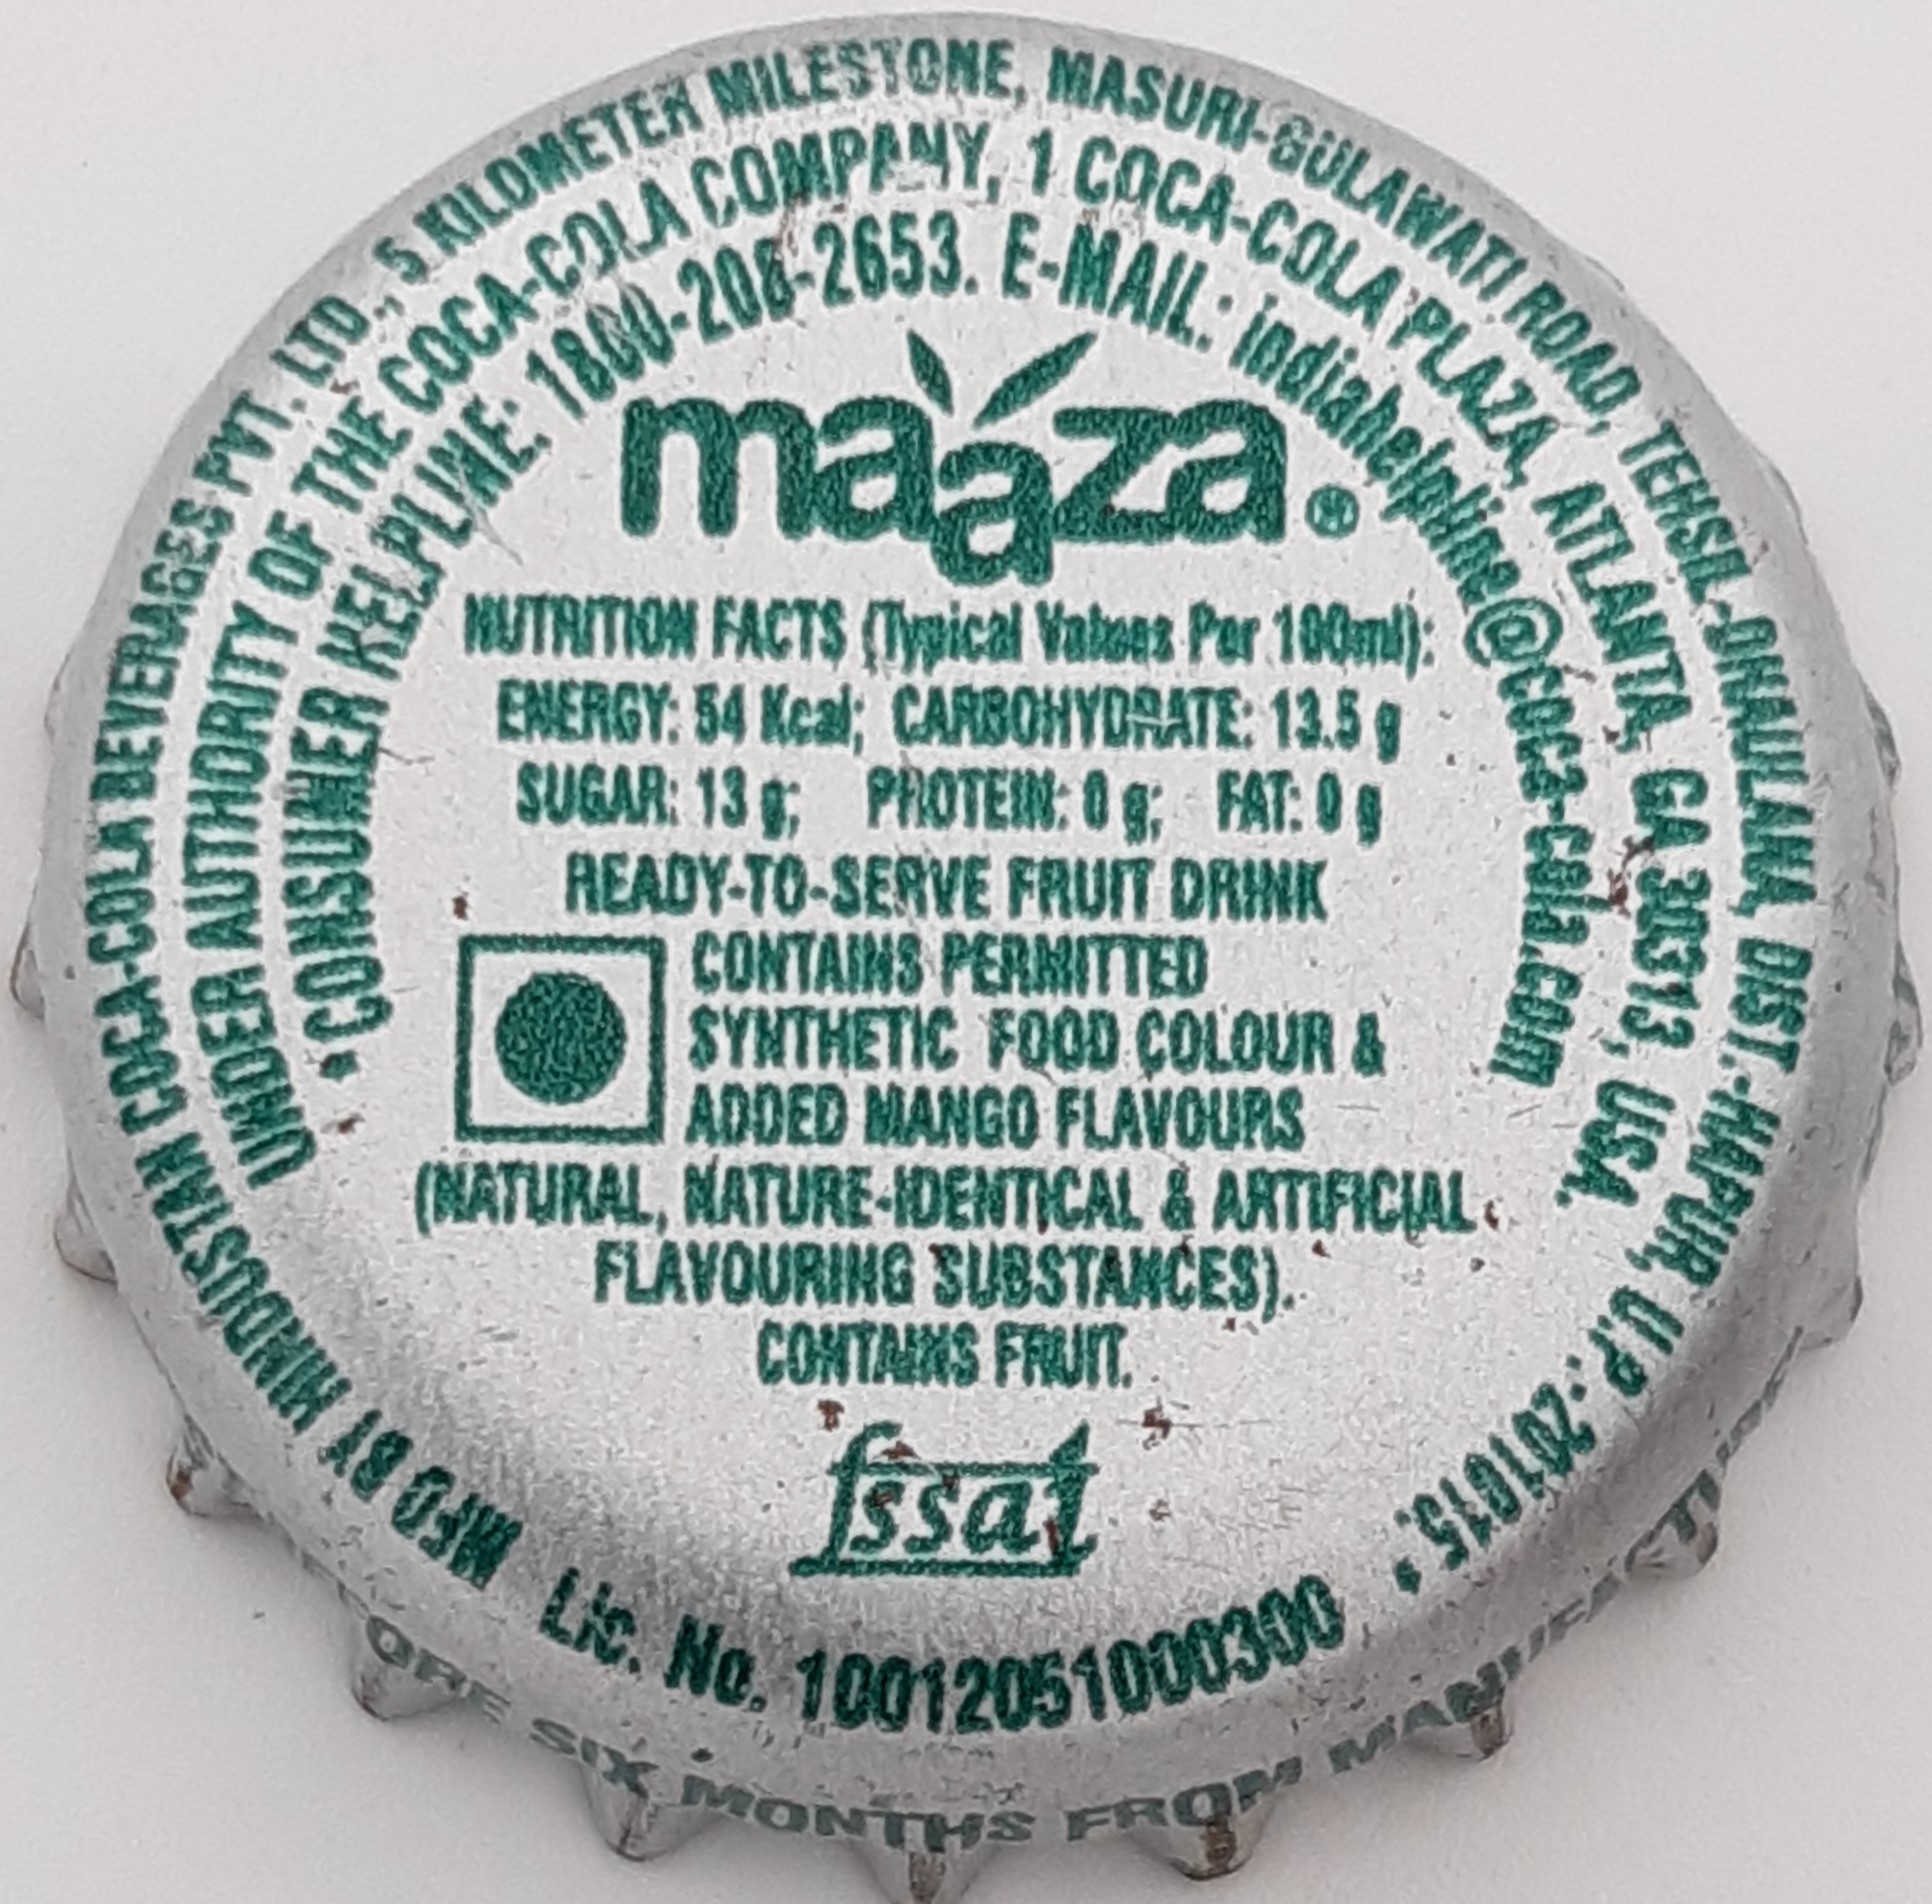 MFD BY HINDUSTAN COCA-COLA BEVERAGES PVT. LTD., 5 KILOMETER MILESTONE, MASURI-GULAWATI ROAD, TEHSIL-DHAULANA, DIST.-HAPUR, U.P.-201015. •
UNDER AUTHORITY OF THE COCA-COLA COMPANY, 1 COCA-COLA PLAZA, ATLANTA, GA 30313, USA.
• CONSUMER HELPLINE: 1800-208-2653. E-MAIL.: indiahelpline@coca-cola.com
maaza ®
NUTRITION FACTS (Typical Values Per 100ml):
ENERGY: 54 Kcal; CARBOHYDRATE: 13.5 g
SUGAR: 13 g; PROTEIN: 0 g; FAT: 0 g
READY-TO-SERVE FRUIT DRINK
CONTAINS PERMITTED
SYNTHETIC FOOD COLOUR &
ADDED MANGO FLAVOURS
(NATURAL, NATURE-IDENTICAL & ARTIFICIAL
FLAVOURING SUBSTANCES).
CONTAINS FRUIT.
fssai
Lic. No. 10012051000300
SIX MONTHS FROM